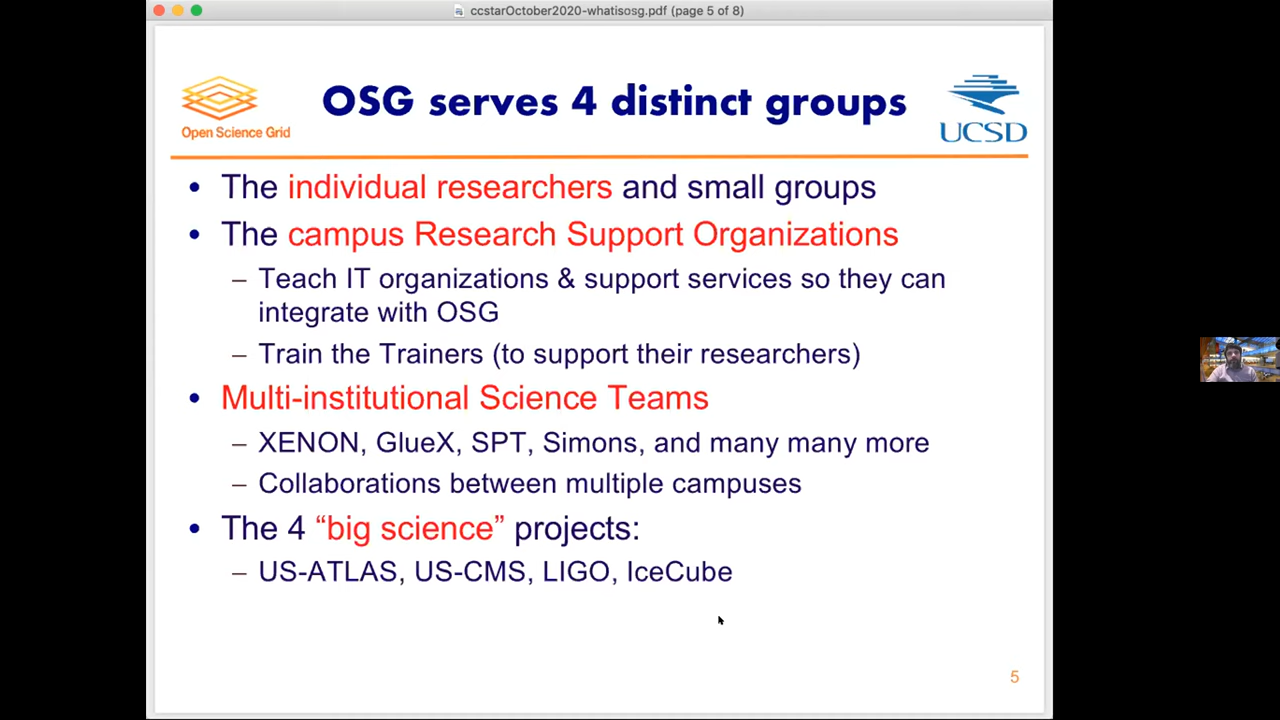 ccstarOctober2020-whatisosg.pdf (page 5 of 8)
Open Science Grid
OSG serves 4 distinct groups
UCSD
• The individual researchers and small groups
• The campus Research Support Organizations
– Teach IT organizations & support services so they can
integrate with OSG
– Train the Trainers (to support their researchers)
• Multi-institutional Science Teams
– XENON, GlueX, SPT, Simons, and many many more
– Collaborations between multiple campuses
• The 4 “big science” projects:
– US-ATLAS, US-CMS, LIGO, IceCube
5